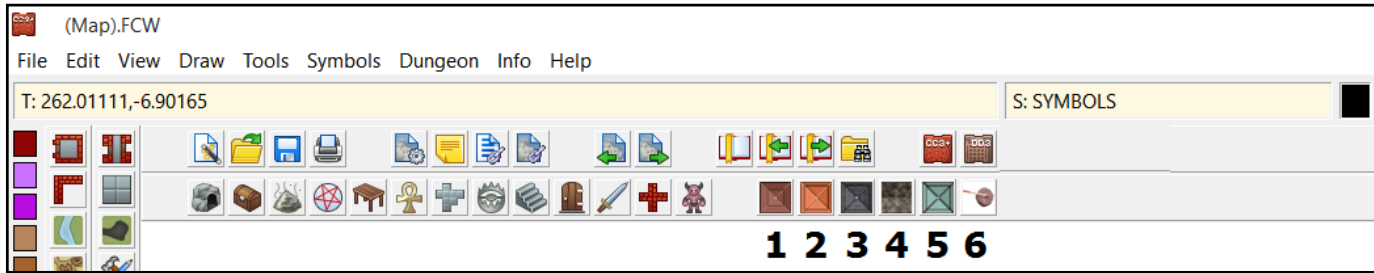 (Map).FCW
File Edit View Draw Tools Symbols Dungeon Info Help
T: 262.01111,-6.90165 S: SYMBOLS
CC3+ DD3
1 2 3 4 5 6